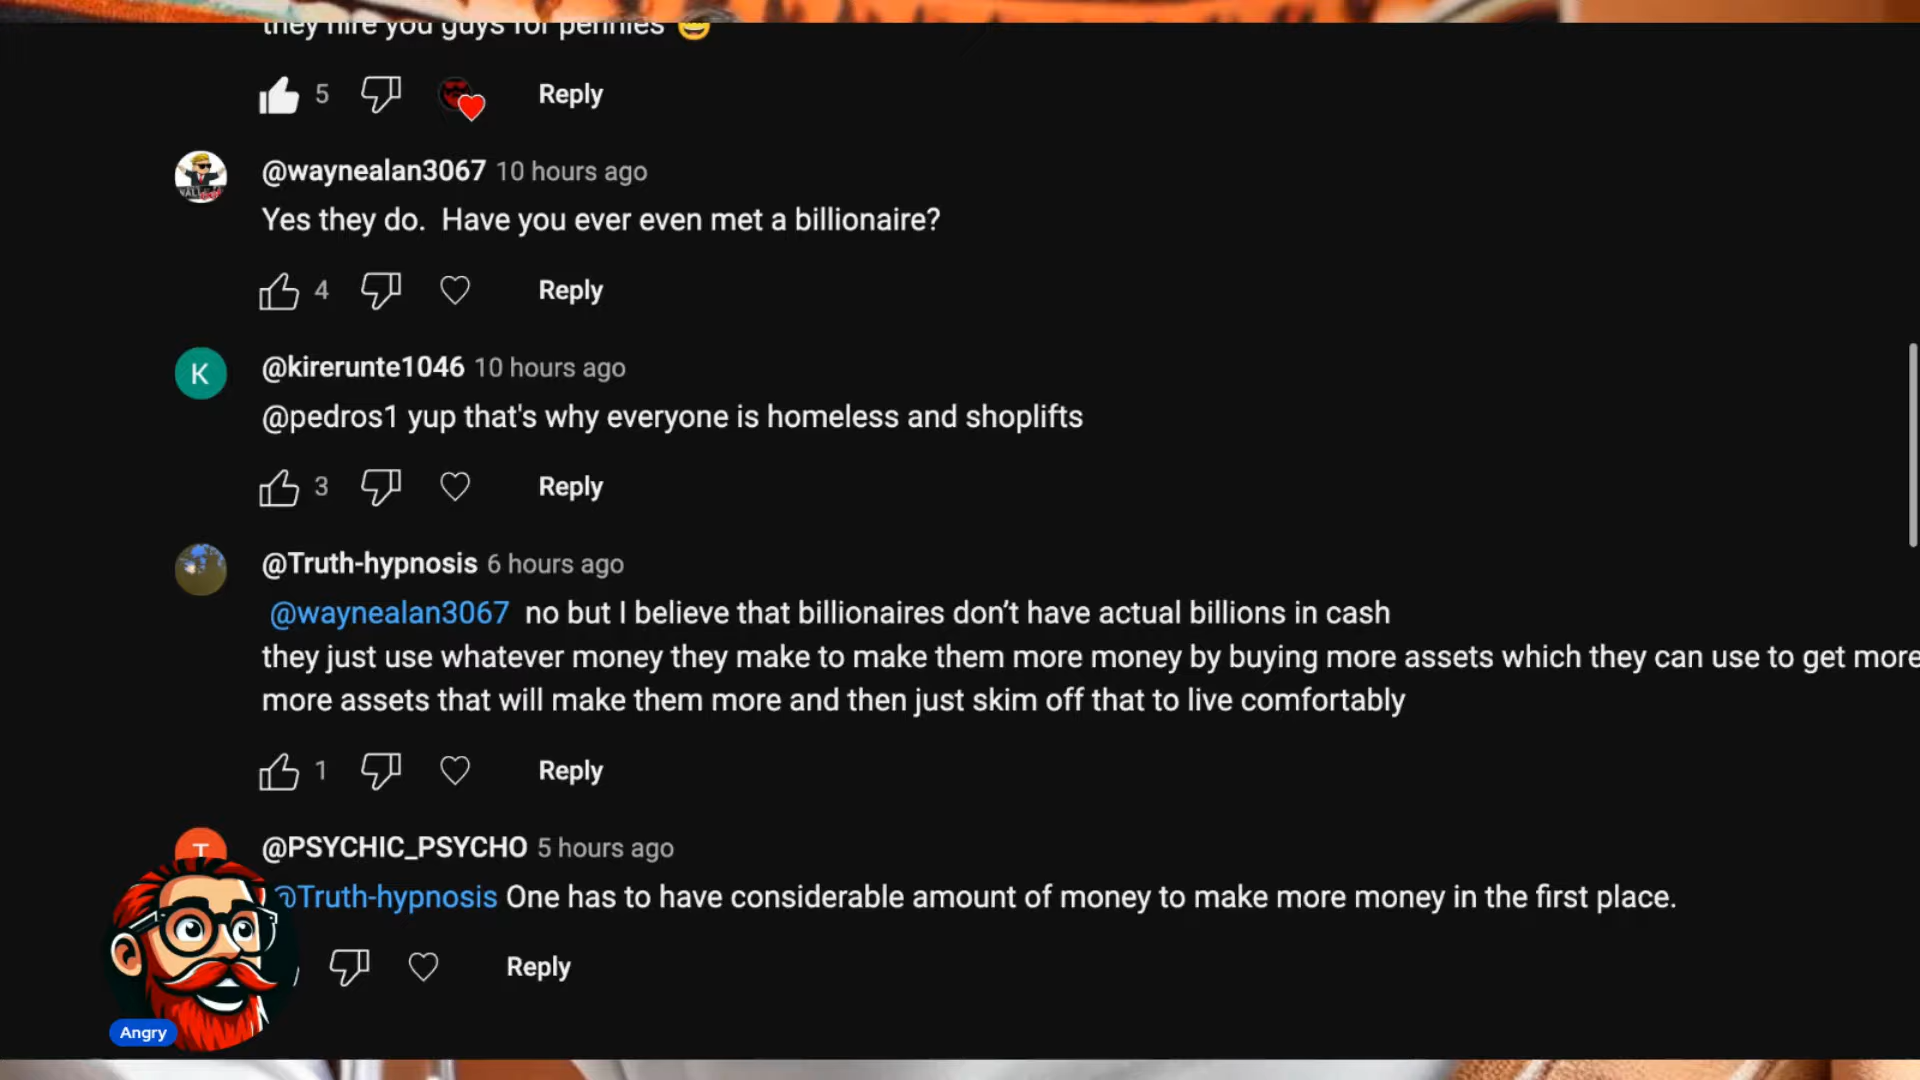 they hire you guys for pennies
5 Reply
@waynealan3067 10 hours ago
Yes they do. Have you ever even met a billionaire?
4 Reply
K
@kirerunte1046 10 hours ago
@pedros1 yup that's why everyone is homeless and shoplifts
3 Reply
@Truth-hypnosis 6 hours ago
@waynealan3067 no but I believe that billionaires don’t have actual billions in cash
they just use whatever money they make to make them more money by buying more assets which they can use to get more
more assets that will make them more and then just skim off that to live comfortably
1 Reply
@PSYCHIC_PSYCHO 5 hours ago
@Truth-hypnosis One has to have considerable amount of money to make more money in the first place.
Reply
Angry